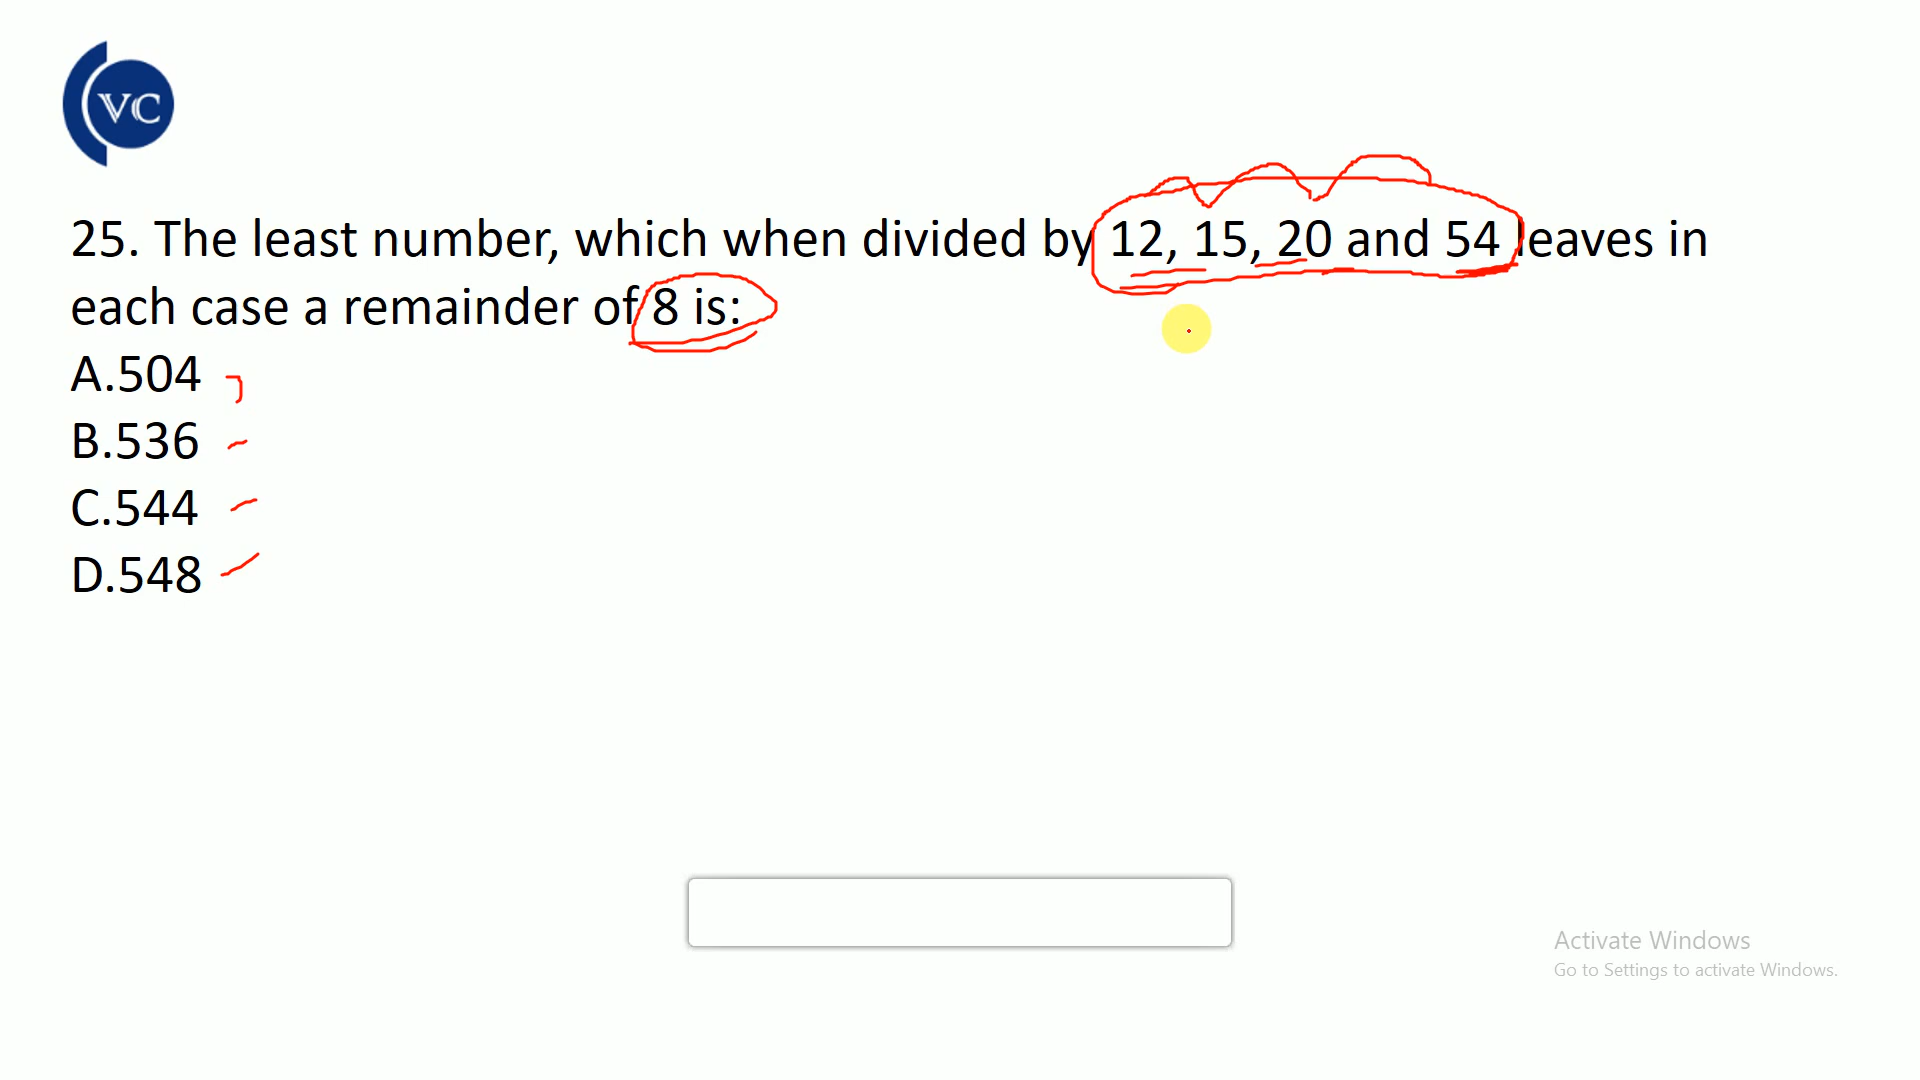 VC
25. The least number, which when divided by 12, 15, 20 and 54 leaves in
each case a remainder of 8 is:
A.504
B.536
C.544
D.548
Activate Windows
Go to Settings to activate Windows.